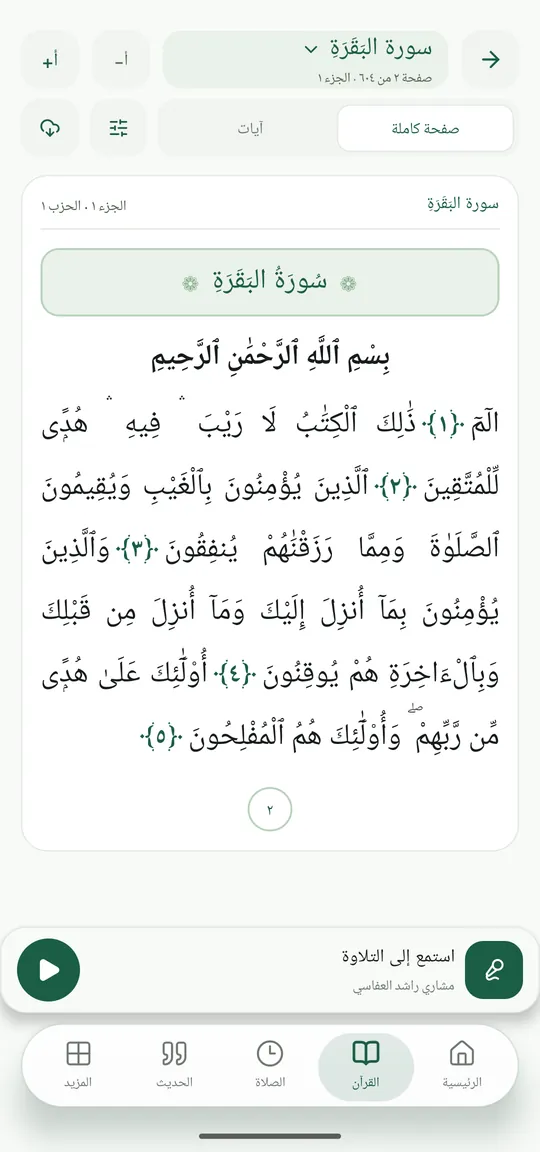 سورة البَقَرَةِ
صفحة ٢ من ٦٠٤ . الجزء ١
أ-
أ+
صفحة كاملة
آيات
سورة البَقَرَةِ
الجزء ١ . الحزب ١
سُورَةُ البَقَرَةِ
بِسْمِ ٱللَّهِ ٱلرَّحْمَٰنِ ٱلرَّحِيمِ
الٓمٓ ﴿١﴾ ذَٰلِكَ ٱلْكِتَٰبُ لَا رَيْبَ ۛ فِيهِ ۛ هُدًۭى
لِّلْمُتَّقِينَ ﴿٢﴾ ٱلَّذِينَ يُؤْمِنُونَ بِٱلْغَيْبِ وَيُقِيمُونَ
ٱلصَّلَوٰةَ وَمِمَّا رَزَقْنَٰهُمْ يُنفِقُونَ ﴿٣﴾ وَٱلَّذِينَ
يُؤْمِنُونَ بِمَآ أُنزِلَ إِلَيْكَ وَمَآ أُنزِلَ مِن قَبْلِكَ
وَبِٱلْءَاخِرَةِ هُمْ يُوقِنُونَ ﴿٤﴾ أُو۟لَٰٓئِكَ عَلَىٰ هُدًۭى
مِّن رَّبِّهِمْ ۖ وَأُو۟لَٰٓئِكَ هُمُ ٱلْمُفْلِحُونَ ﴿٥﴾
٢
استمع إلى التلاوة
مشاري راشد العفاسي
الرئيسية
القرآن
الصلاة
الحديث
المزيد